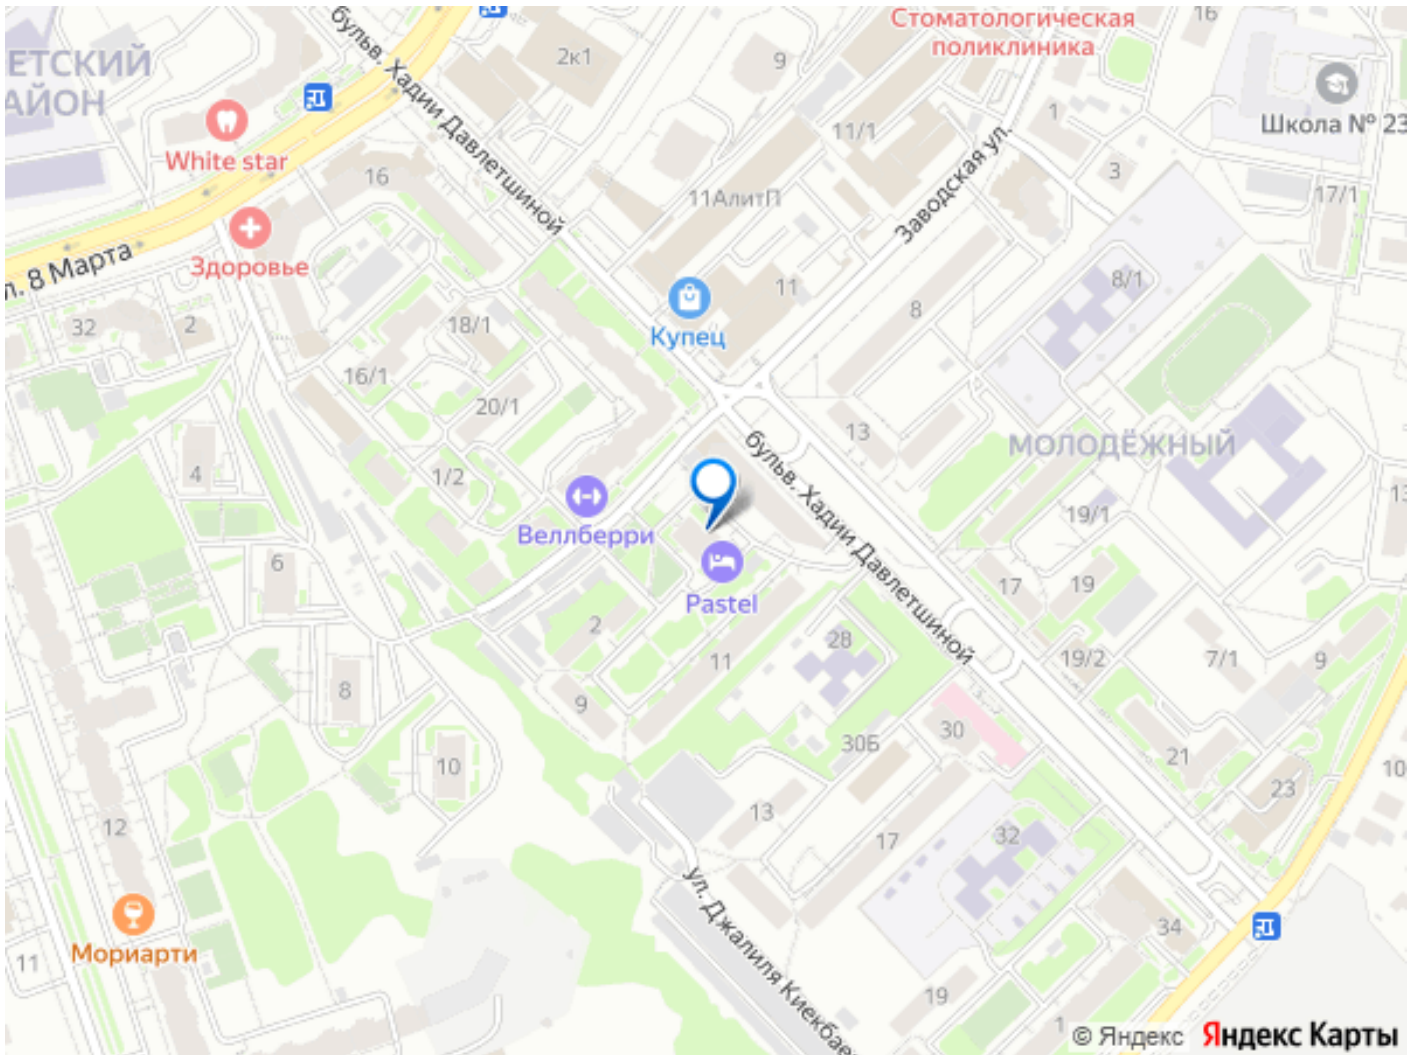 бульв. Хадии Давлетшиной
Стоматологическая
поликлиника
16
2к1
9
ЕТСКИЙ
АЙОН
White star
11/1
1
Школа № 23
16
11АлитП
Заводская ул.
3
17/1
л. 8 Марта
Здоровье
11
8/1
8
Купец
32
2
18/1
16/1
20/1
13
МОЛОДЁЖНЫЙ
бульв. Хадии Давлетшиной
4
1/2
13
19/1
Веллберри
6
17
19
Pastel
2
28
11
19/2
7/1
9
8
9
30
30Б
21
10
10
23
13
12
17
32
34
ул. Джалиля Киекбае
Мориарти
11
19
1
© Яндекс Яндекс Карты